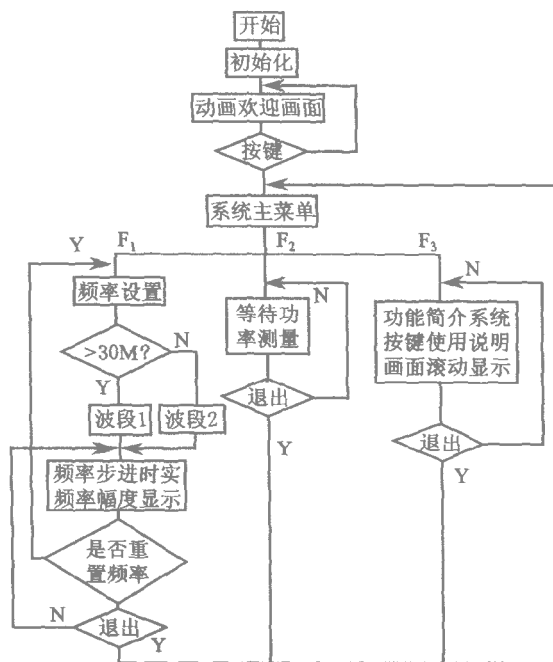 开始
初始化
动画欢迎画面
按键
系统主菜单
Y F₁ F₂ F₃
N N
频率设置
等待功
率测量
功能简介系统
按键使用说明
画面滚动显示
>30M? N
Y
退出
波段1 波段2
退出
Y
Y
频率步进时实
频率幅度显示
是否重
置频率
N 退出 Y